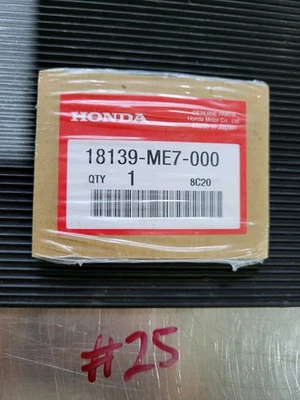 HONDA
GENUINE PARTS
Honda Motor Co., Ltd.
Made in Japan
18139-ME7-000
QTY 1 8C20
#25